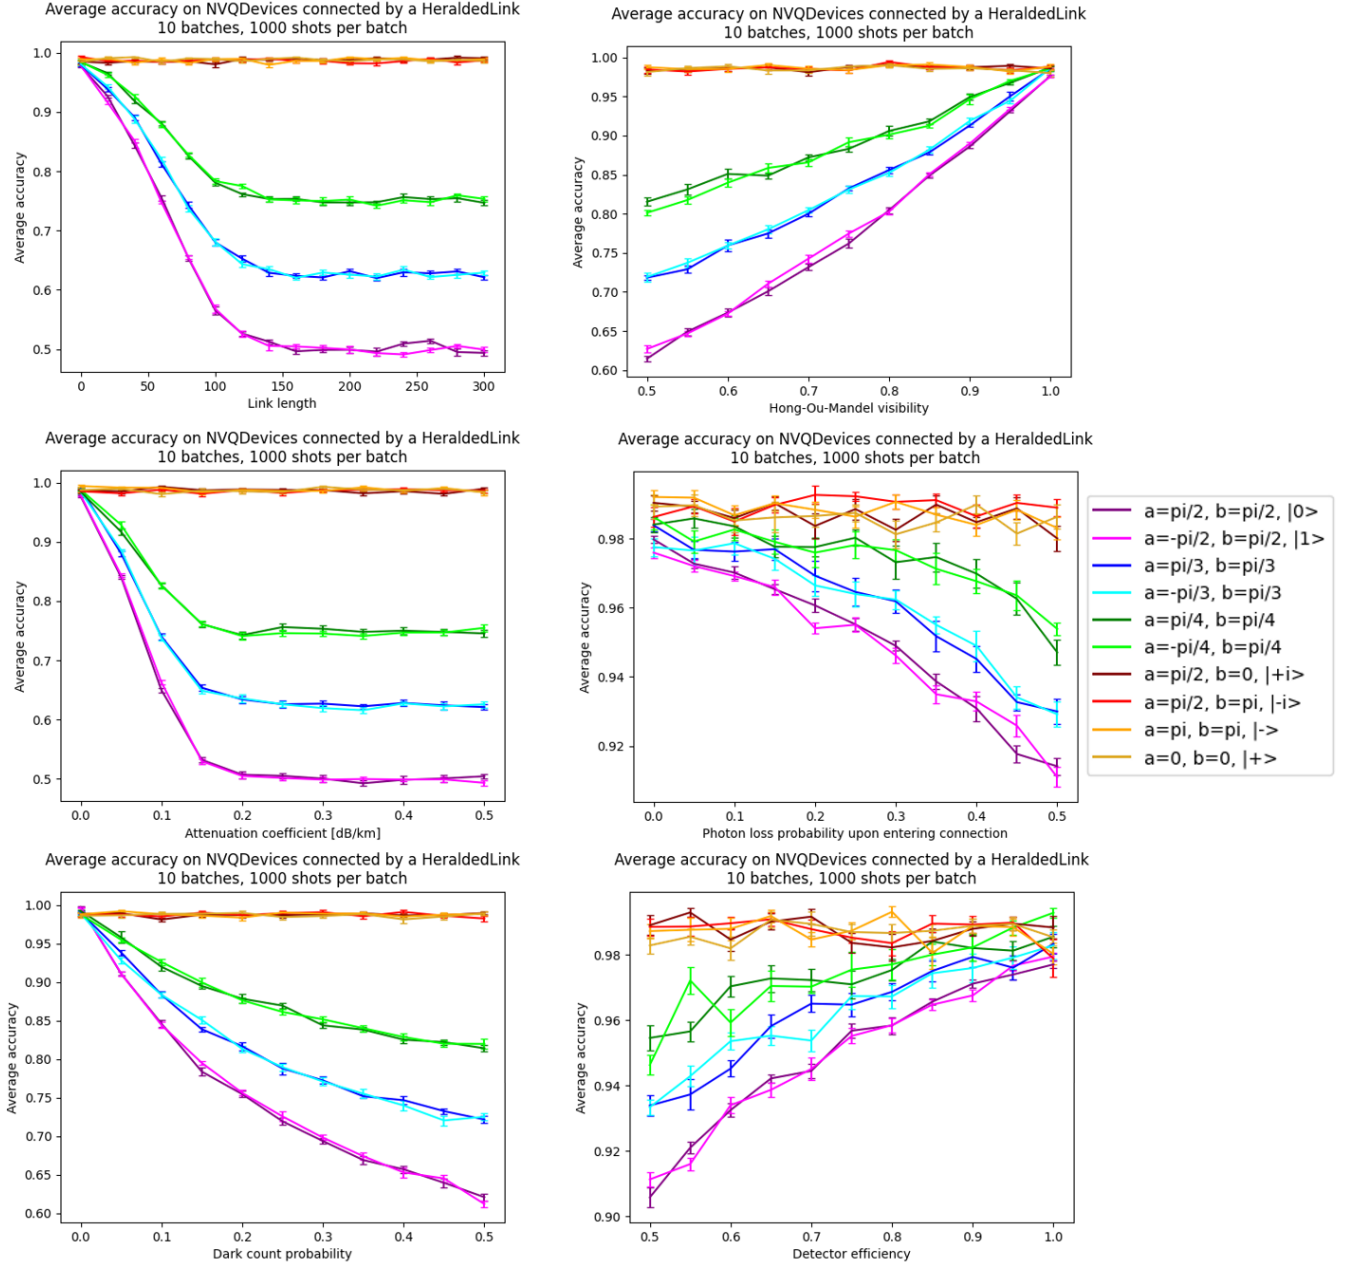 Average accuracy on NVQDevices connected by a HeraldedLink
10 batches, 1000 shots per batch
1.0
0.9
0.8
0.7
0.6
0.5
Average accuracy
0
50
100
150
200
250
300
Link length
Average accuracy on NVQDevices connected by a HeraldedLink
10 batches, 1000 shots per batch
1.00
0.95
0.90
0.85
0.80
0.75
0.70
0.65
0.60
Average accuracy
0.5
0.6
0.7
0.8
0.9
1.0
Hong-Ou-Mandel visibility
Average accuracy on NVQDevices connected by a HeraldedLink
10 batches, 1000 shots per batch
1.0
0.9
0.8
0.7
0.6
0.5
Average accuracy
0.0
0.1
0.2
0.3
0.4
0.5
Attenuation coefficient [dB/km]
Average accuracy on NVQDevices connected by a HeraldedLink
10 batches, 1000 shots per batch
0.98
0.96
0.94
0.92
Average accuracy
0.0
0.1
0.2
0.3
0.4
0.5
Photon loss probability upon entering connection
a=pi/2, b=pi/2, |0>
a=-pi/2, b=pi/2, |1>
a=pi/3, b=pi/3
a=-pi/3, b=pi/3
a=pi/4, b=pi/4
a=-pi/4, b=pi/4
a=pi/2, b=0, |+i>
a=pi/2, b=pi, |-i>
a=pi, b=pi, |->
a=0, b=0, |+>
Average accuracy on NVQDevices connected by a HeraldedLink
10 batches, 1000 shots per batch
1.00
0.95
0.90
0.85
0.80
0.75
0.70
0.65
0.60
Average accuracy
0.0
0.1
0.2
0.3
0.4
0.5
Dark count probability
Average accuracy on NVQDevices connected by a HeraldedLink
10 batches, 1000 shots per batch
0.98
0.96
0.94
0.92
0.90
Average accuracy
0.5
0.6
0.7
0.8
0.9
1.0
Detector efficiency